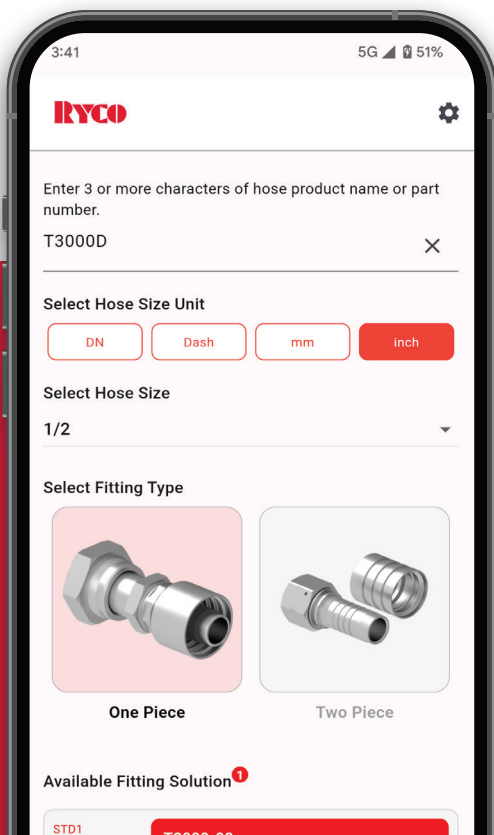 3:41 5G 51%
RYCO
Enter 3 or more characters of hose product name or part
number.
T3000D
Select Hose Size Unit
DN Dash mm inch
Select Hose Size
1/2
Select Fitting Type
One Piece Two Piece
Available Fitting Solution 1
STD1